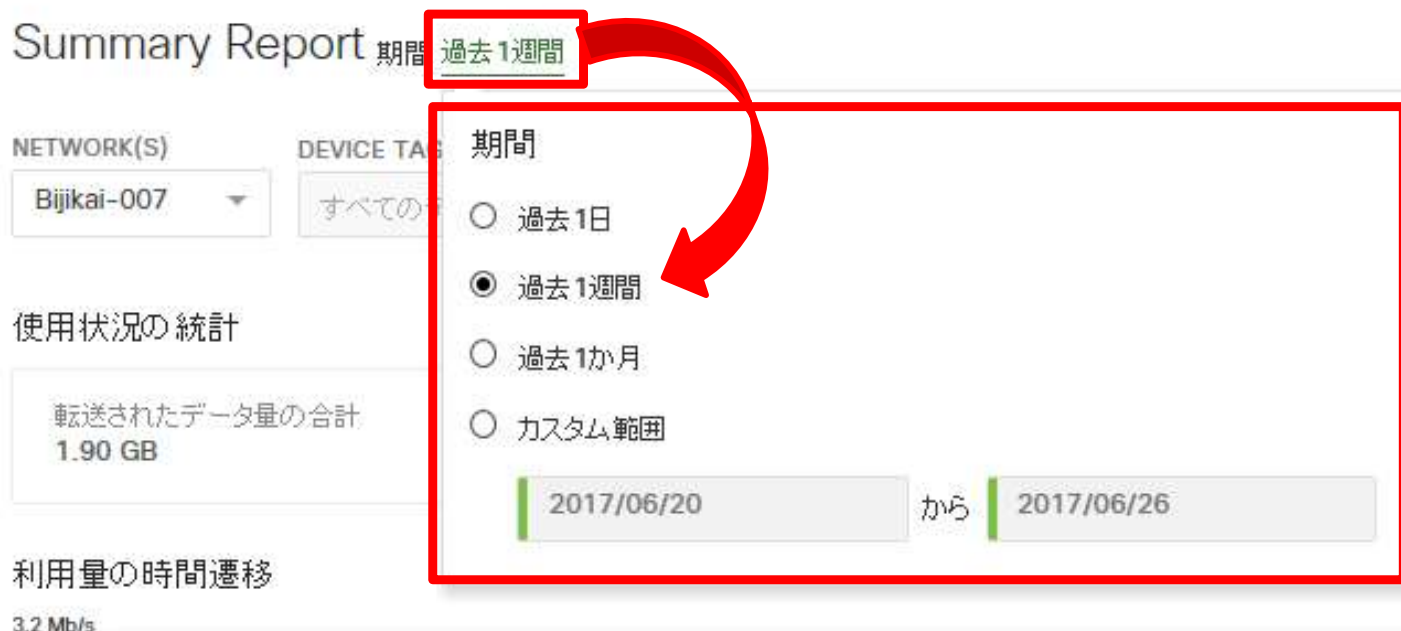 Summary Report 期間 過去1週間
NETWORK(S)
DEVICE TAG
Bijikai-007
すべての
期間
過去1日
過去1週間
過去1か月
カスタム範囲
2017/06/20 から 2017/06/26
使用状況の統計
転送されたデータ量の合計
1.90 GB
利用量の時間遷移
3.2 Mb/s